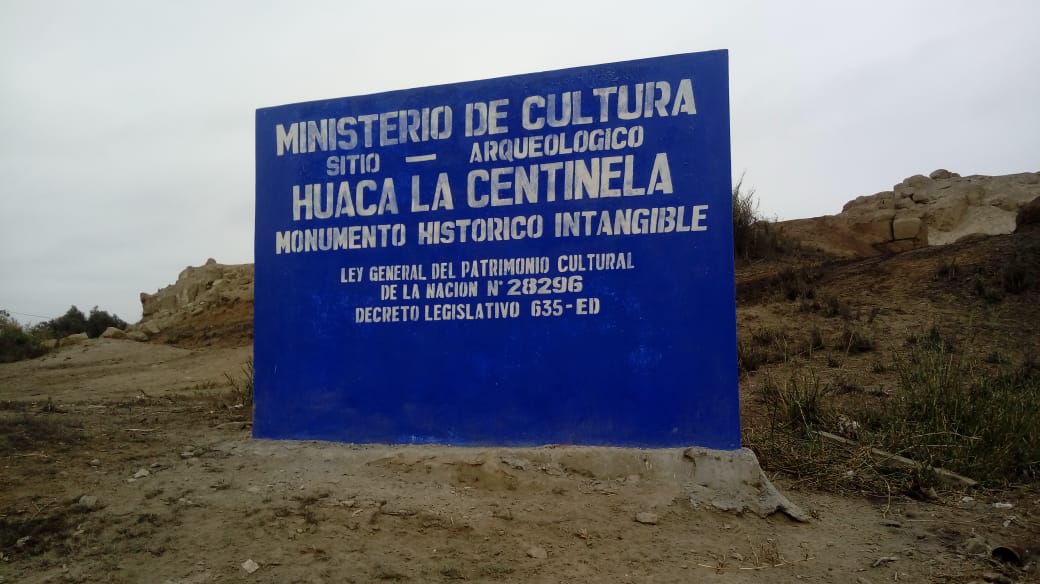 MINISTERIO DE CULTURA
SITIO — ARQUEOLOGICO
HUACA LA CENTINELA
MONUMENTO HISTORICO INTANGIBLE
LEY GENERAL DEL PATRIMONIO CULTURAL
DE LA NACION N° 28296
DECRETO LEGISLATIVO 635-ED